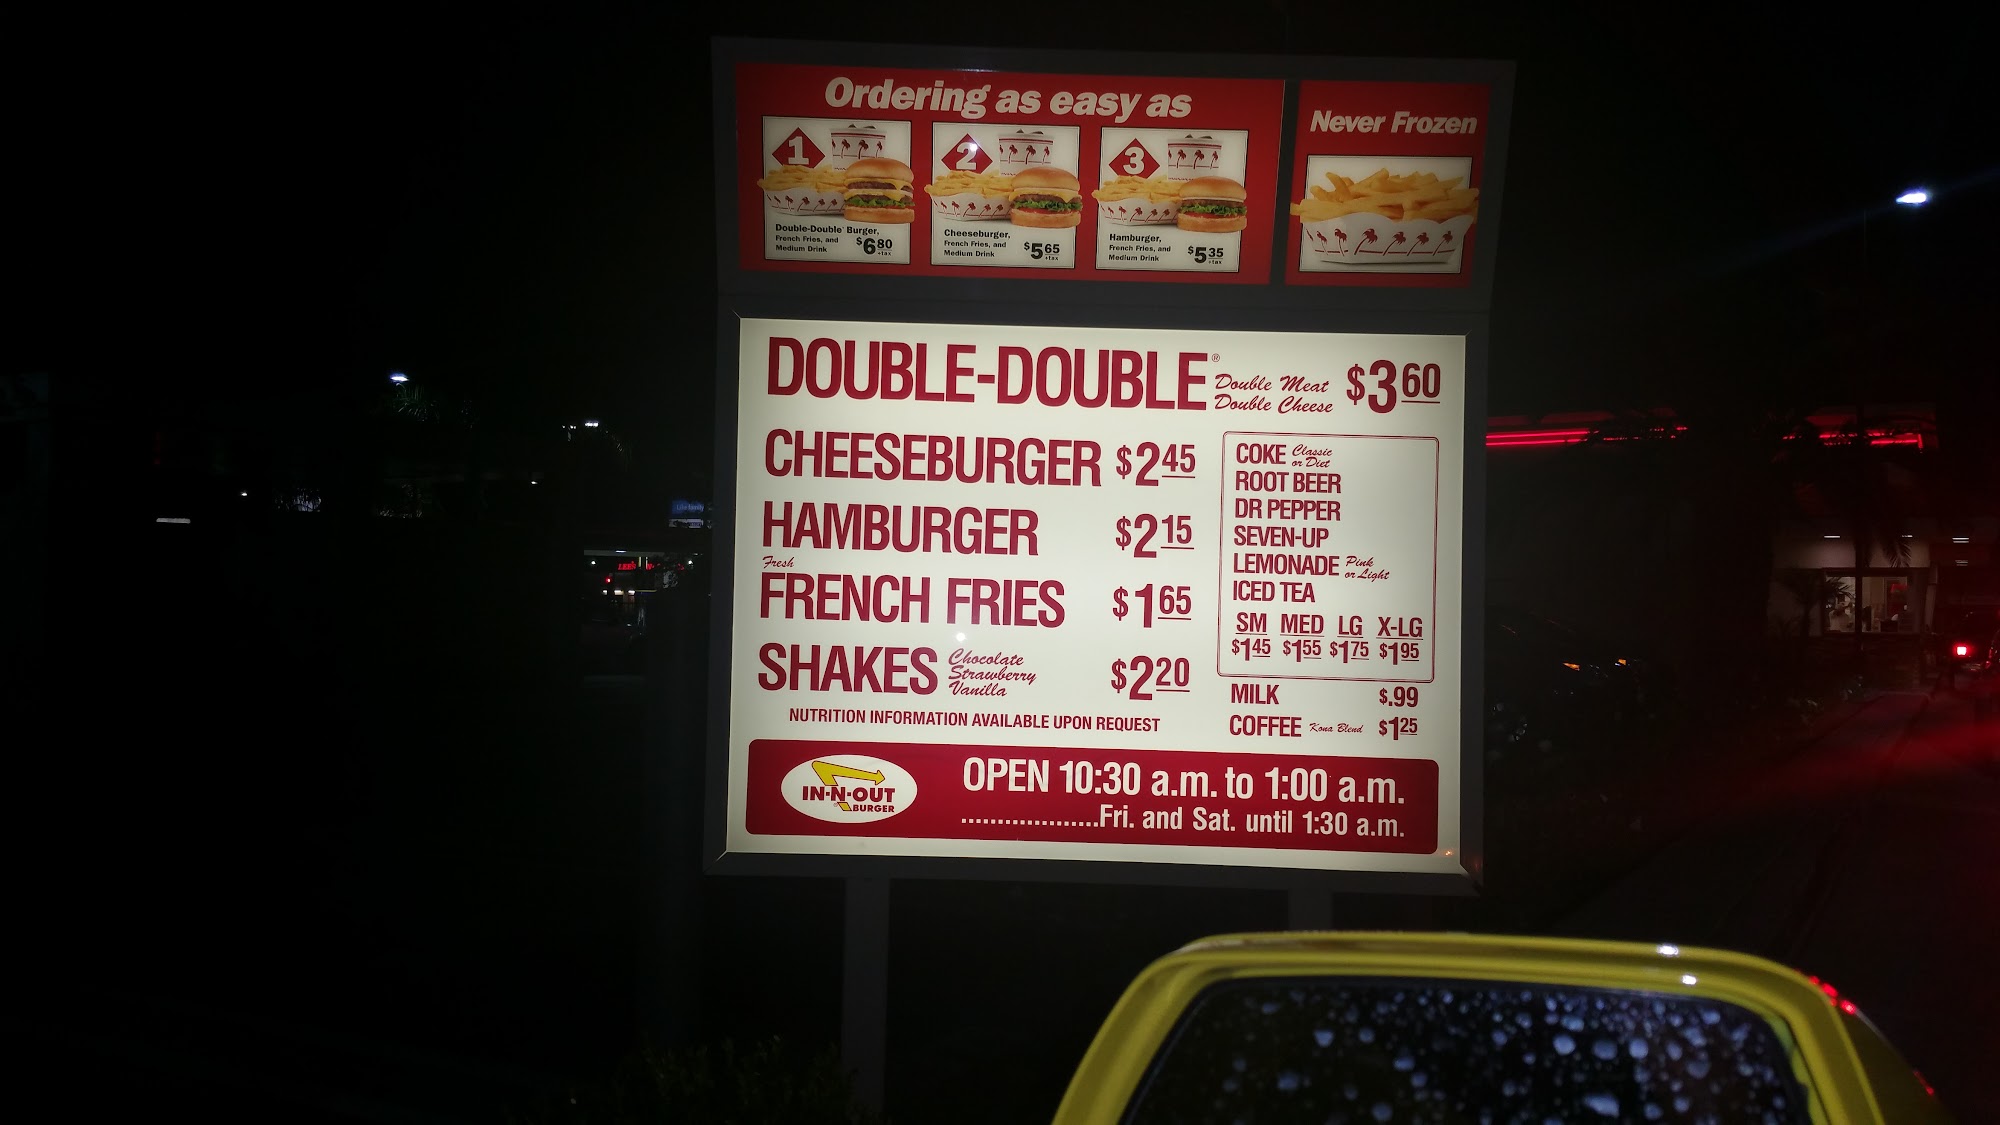 Ordering as easy as
1
Double-Double® Burger,
French Fries, and
Medium Drink
$6.80
+tax
2
Cheeseburger,
French Fries, and
Medium Drink
$5.65
+tax
3
Hamburger,
French Fries, and
Medium Drink
$5.35
+tax
Never Frozen
DOUBLE-DOUBLE® Double Meat Double Cheese $3.60
CHEESEBURGER $2.45
HAMBURGER $2.15
Fresh
FRENCH FRIES $1.65
SHAKES Chocolate Strawberry Vanilla $2.20
NUTRITION INFORMATION AVAILABLE UPON REQUEST
COKE Classic or Diet
ROOT BEER
DR PEPPER
SEVEN-UP
LEMONADE Pink or Light
ICED TEA
SM MED LG X-LG
$1.45 $1.55 $1.75 $1.95
MILK $.99
COFFEE Kona Blend $1.25
IN-N-OUT
BURGER
OPEN 10:30 a.m. to 1:00 a.m.
...................Fri. and Sat. until 1:30 a.m.